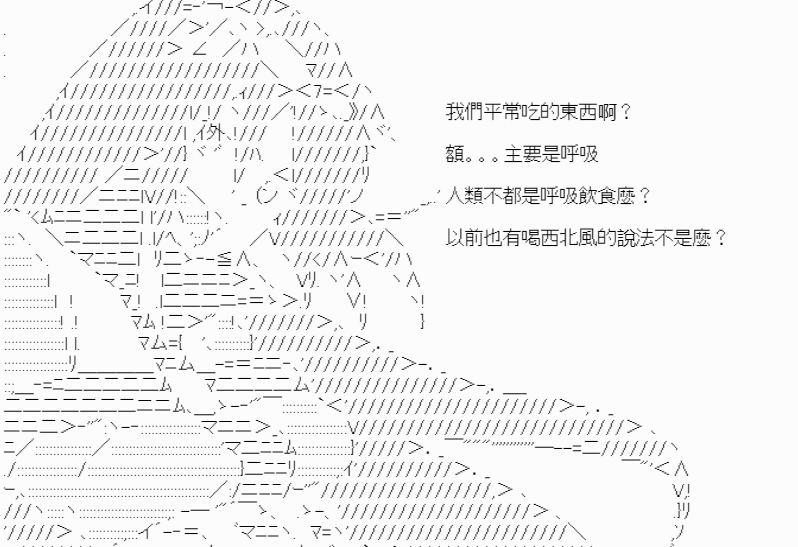 我們平常吃的東西啊？
額。。。主要是呼吸
人類不都是呼吸飲食麼？
以前也有喝西北風的說法不是麼？